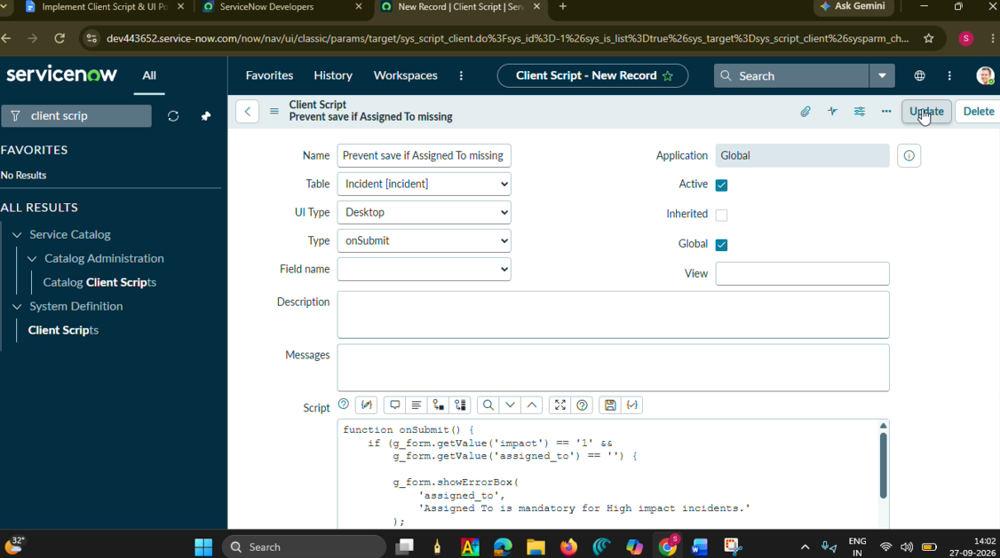 Implement Client Script & UI Po
ServiceNow Developers
New Record | Client Script | Ser
Ask Gemini
dev443652.service-now.com/now/nav/ui/classic/params/target/sys_script_client.do%3Fsys_id%3D-1%26sys_is_list%3Dtrue%26sys_target%3Dsys_script_client%26sysparm_ch...
S
servicenow
All
Favorites
History
Workspaces
Client Script - New Record
Search
client scrip
Client Script
Prevent save if Assigned To missing
Update
Delete
FAVORITES
No Results
ALL RESULTS
Service Catalog
Catalog Administration
Catalog Client Scripts
System Definition
Client Scripts
Name
Prevent save if Assigned To missing
Application
Global
Table
Incident [incident]
Active
UI Type
Desktop
Inherited
Type
onSubmit
Global
Field name
View
Description
Messages
Script
function onSubmit() {
if (g_form.getValue('impact') == '1' &&
g_form.getValue('assigned_to') == '') {
g_form.showErrorBox(
'assigned_to',
'Assigned To is mandatory for High impact incidents.'
);
32°
Search
S
ENG
IN
14:02
27-09-2026